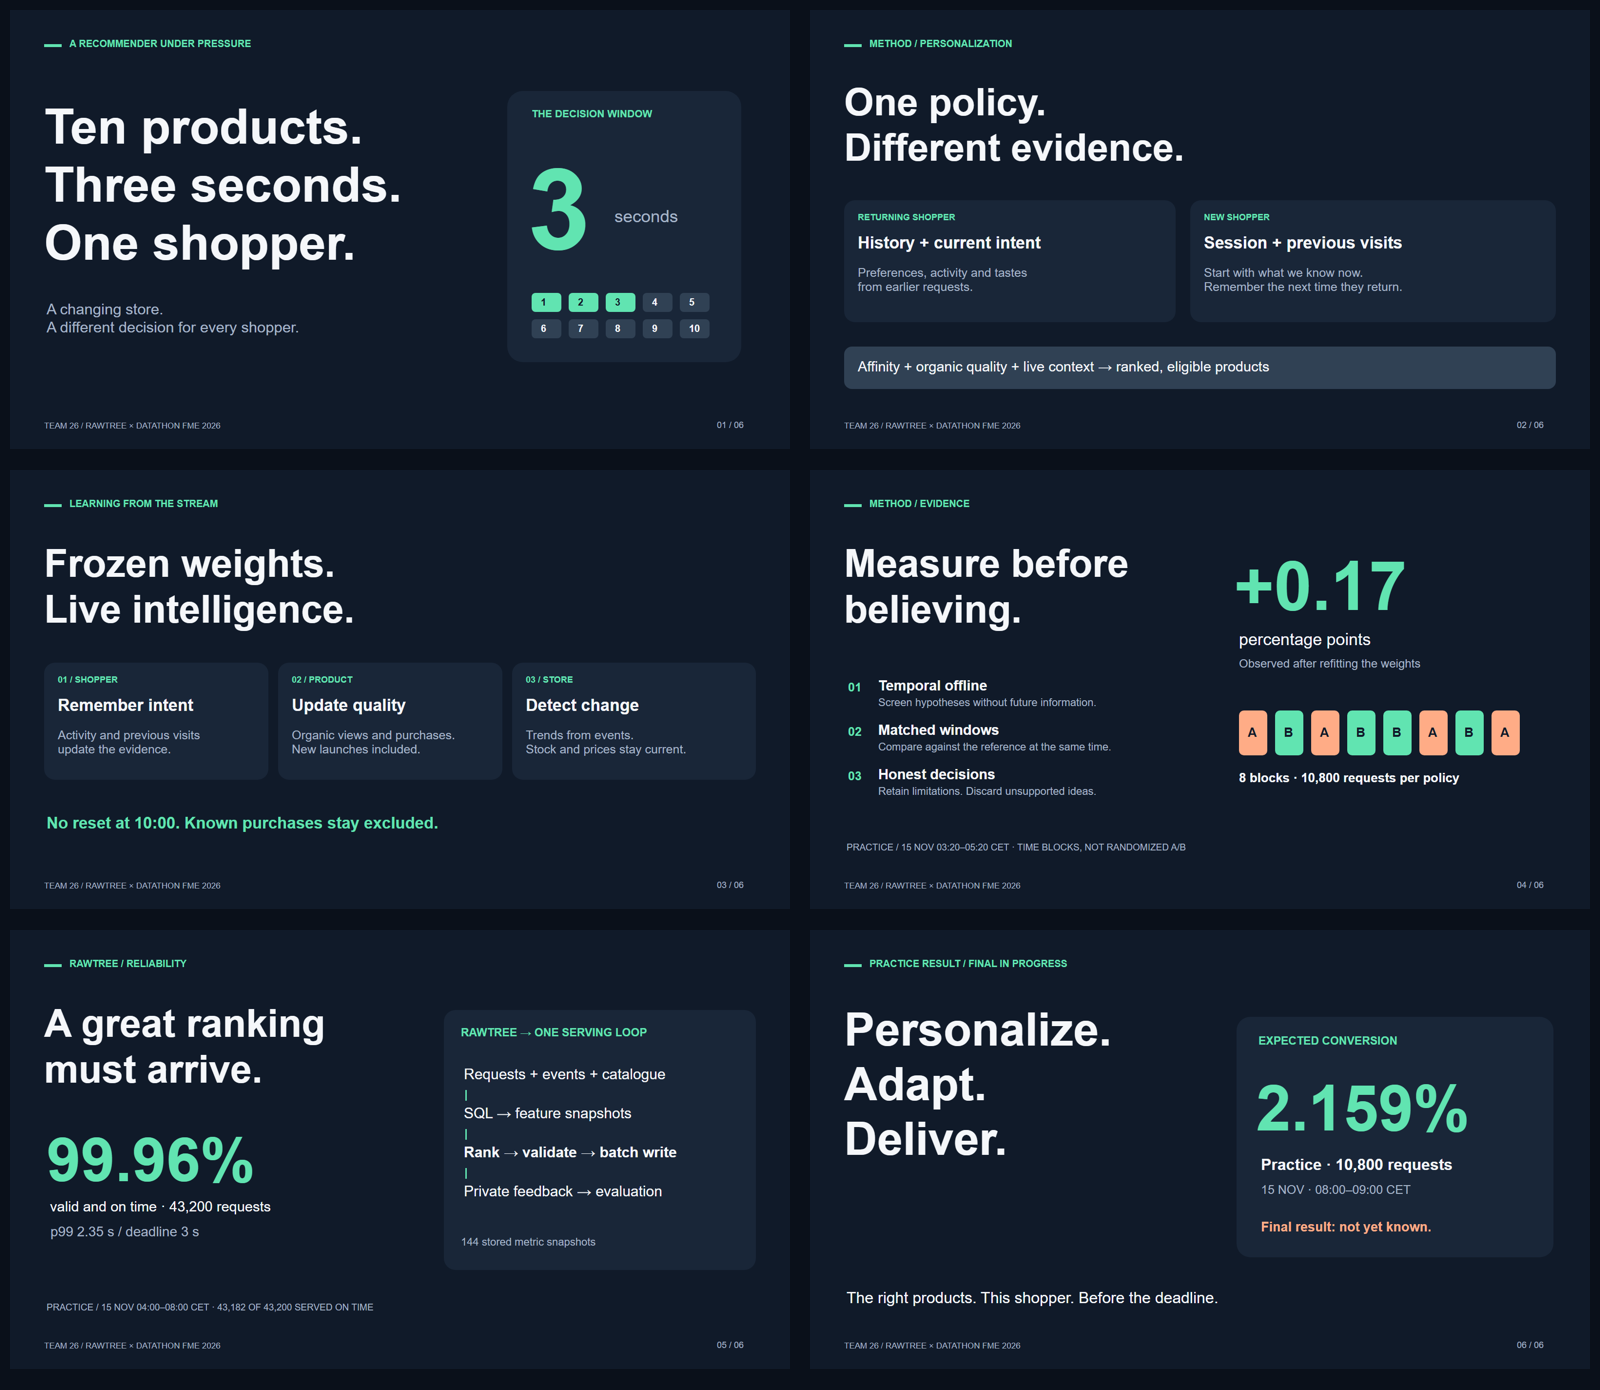 A RECOMMENDER UNDER PRESSURE
Ten products.
Three seconds.
One shopper.
A changing store.
A different decision for every shopper.
THE DECISION WINDOW
3 seconds
1 2 3 4 5
6 7 8 9 10
TEAM 26 / RAWTREE × DATATHON FME 2026
01 / 06
METHOD / PERSONALIZATION
One policy.
Different evidence.
RETURNING SHOPPER
History + current intent
Preferences, activity and tastes
from earlier requests.
NEW SHOPPER
Session + previous visits
Start with what we know now.
Remember the next time they return.
Affinity + organic quality + live context → ranked, eligible products
TEAM 26 / RAWTREE × DATATHON FME 2026
02 / 06
LEARNING FROM THE STREAM
Frozen weights.
Live intelligence.
01 / SHOPPER
Remember intent
Activity and previous visits
update the evidence.
02 / PRODUCT
Update quality
Organic views and purchases.
New launches included.
03 / STORE
Detect change
Trends from events.
Stock and prices stay current.
No reset at 10:00. Known purchases stay excluded.
TEAM 26 / RAWTREE × DATATHON FME 2026
03 / 06
METHOD / EVIDENCE
Measure before
believing.
01 Temporal offline
Screen hypotheses without future information.
02 Matched windows
Compare against the reference at the same time.
03 Honest decisions
Retain limitations. Discard unsupported ideas.
+0.17
percentage points
Observed after refitting the weights
A B A B B A B A
8 blocks · 10,800 requests per policy
PRACTICE / 15 NOV 03:20–05:20 CET · TIME BLOCKS, NOT RANDOMIZED A/B
TEAM 26 / RAWTREE × DATATHON FME 2026
04 / 06
RAWTREE / RELIABILITY
A great ranking
must arrive.
99.96%
valid and on time · 43,200 requests
p99 2.35 s / deadline 3 s
RAWTREE → ONE SERVING LOOP
Requests + events + catalogue
SQL → feature snapshots
Rank → validate → batch write
Private feedback → evaluation
144 stored metric snapshots
PRACTICE / 15 NOV 04:00–08:00 CET · 43,182 OF 43,200 SERVED ON TIME
TEAM 26 / RAWTREE × DATATHON FME 2026
05 / 06
PRACTICE RESULT / FINAL IN PROGRESS
Personalize.
Adapt.
Deliver.
EXPECTED CONVERSION
2.159%
Practice · 10,800 requests
15 NOV · 08:00–09:00 CET
Final result: not yet known.
The right products. This shopper. Before the deadline.
TEAM 26 / RAWTREE × DATATHON FME 2026
06 / 06